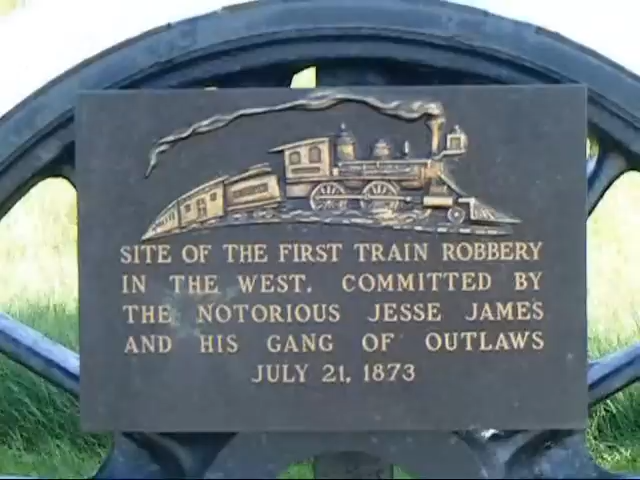 SITE OF THE FIRST TRAIN ROBBERY
IN THE WEST. COMMITTED BY
THE NOTORIOUS JESSE JAMES
AND HIS GANG OF OUTLAWS
JULY 21, 1873